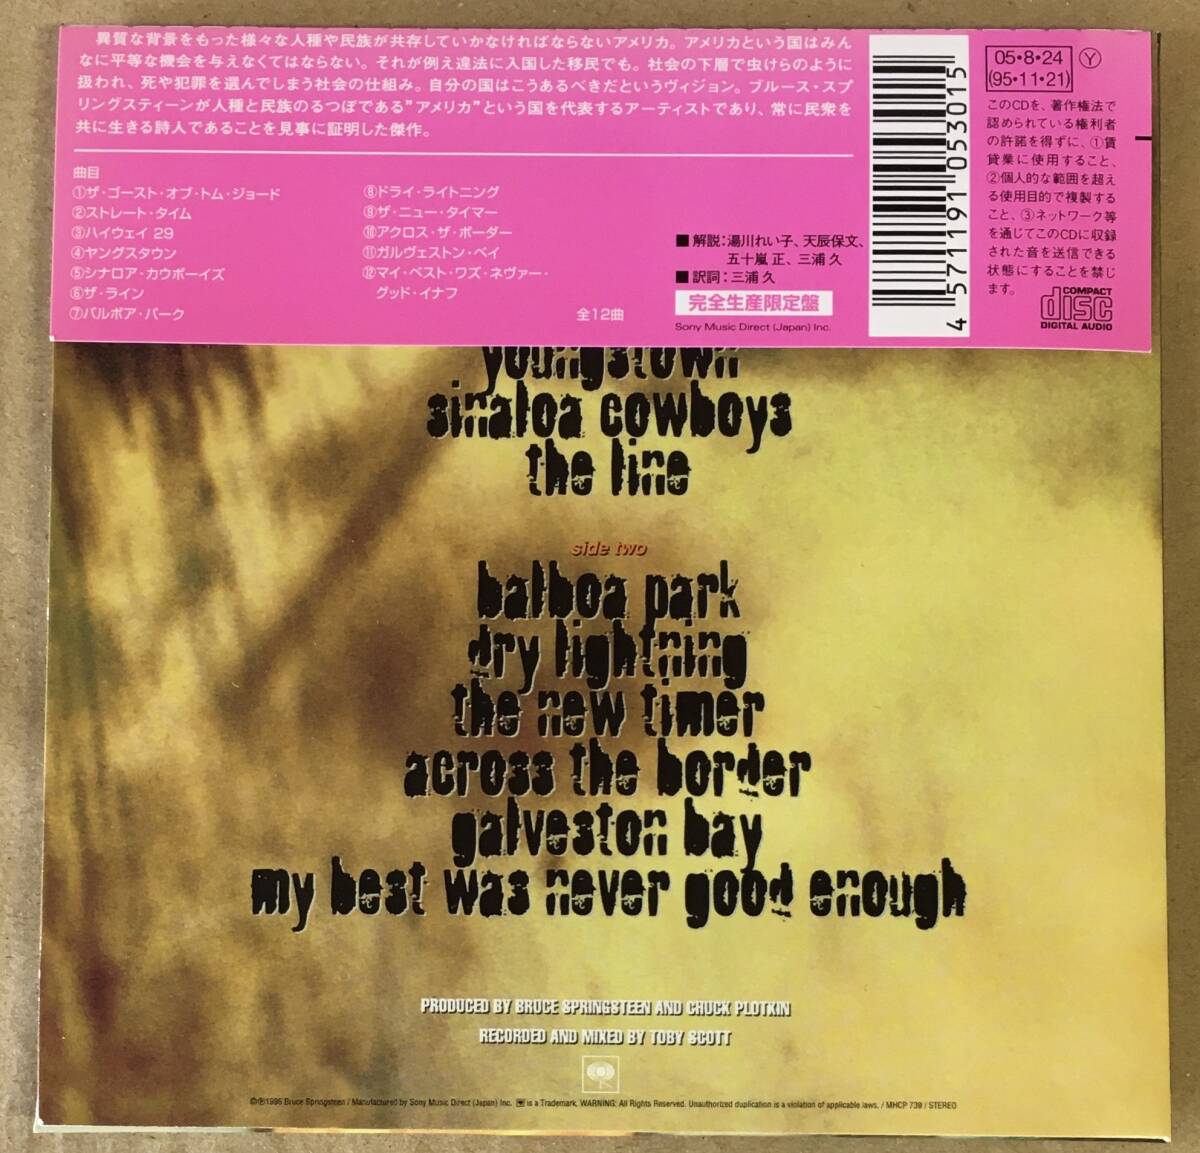 異質な背景をもった様々な人種や民族が共存していかなければならないアメリカ。アメリカという国はみん
なに平等な機会を与えなくてはならない。それが例え違法に入国した移民でも。社会の下層で虫けらのように
扱われ、死や犯罪を選んでしまう社会の仕組み。自分の国はこうあるべきだというヴィジョン。ブルース・スプ
リングスティーンが人種と民族のるつぼである"アメリカ"という国を代表するアーティストであり、常に民衆を
共に生きる詩人であることを見事に証明した傑作。
曲目
①ザ・ゴースト・オブ・トム・ジョード
②ストレート・タイム
③ハイウェイ 29
④ヤングスタウン
⑤シナロア・カウボーイズ
⑥ザ・ライン
⑦バルボア・パーク
⑧ドライ・ライトニング
⑨ザ・ニュー・タイマー
⑩アクロス・ザ・ボーダー
⑪ガルヴェストン・ベイ
⑫マイ・ベスト・ワズ・ネヴァー・
グッド・イナフ
全12曲
■解説:湯川れい子、天辰保文、
五十嵐 正、三浦 久
■訳詞:三浦 久
完全生産限定盤
Sony Music Direct (Japan) Inc.
4571191053015
05・8・24
(95・11・21)
Y
このCDを、著作権法で
認められている権利者
の許諾を得ずに、①賃
貸業に使用すること、
②個人的な範囲を超え
る使用目的で複製する
こと、③ネットワーク等
を通じてこのCDに収録
された音を送信できる
状態にすることを禁じ
ます。
COMPACT
disc
DIGITAL AUDIO
youngstown
sinaloa cowboys
the line
side two
balboa park
dry lightning
the new timer
across the border
galveston bay
my best was never good enough
PRODUCED BY BRUCE SPRINGSTEEN AND CHUCK PLOTKIN
RECORDED AND MIXED BY TOBY SCOTT
©℗1995 Bruce Springsteen / Manufactured by Sony Music Direct (Japan) Inc. is a Trademark. WARNING: All Rights Reserved. Unauthorized duplication is a violation of applicable laws. / MHCP 739 / STEREO